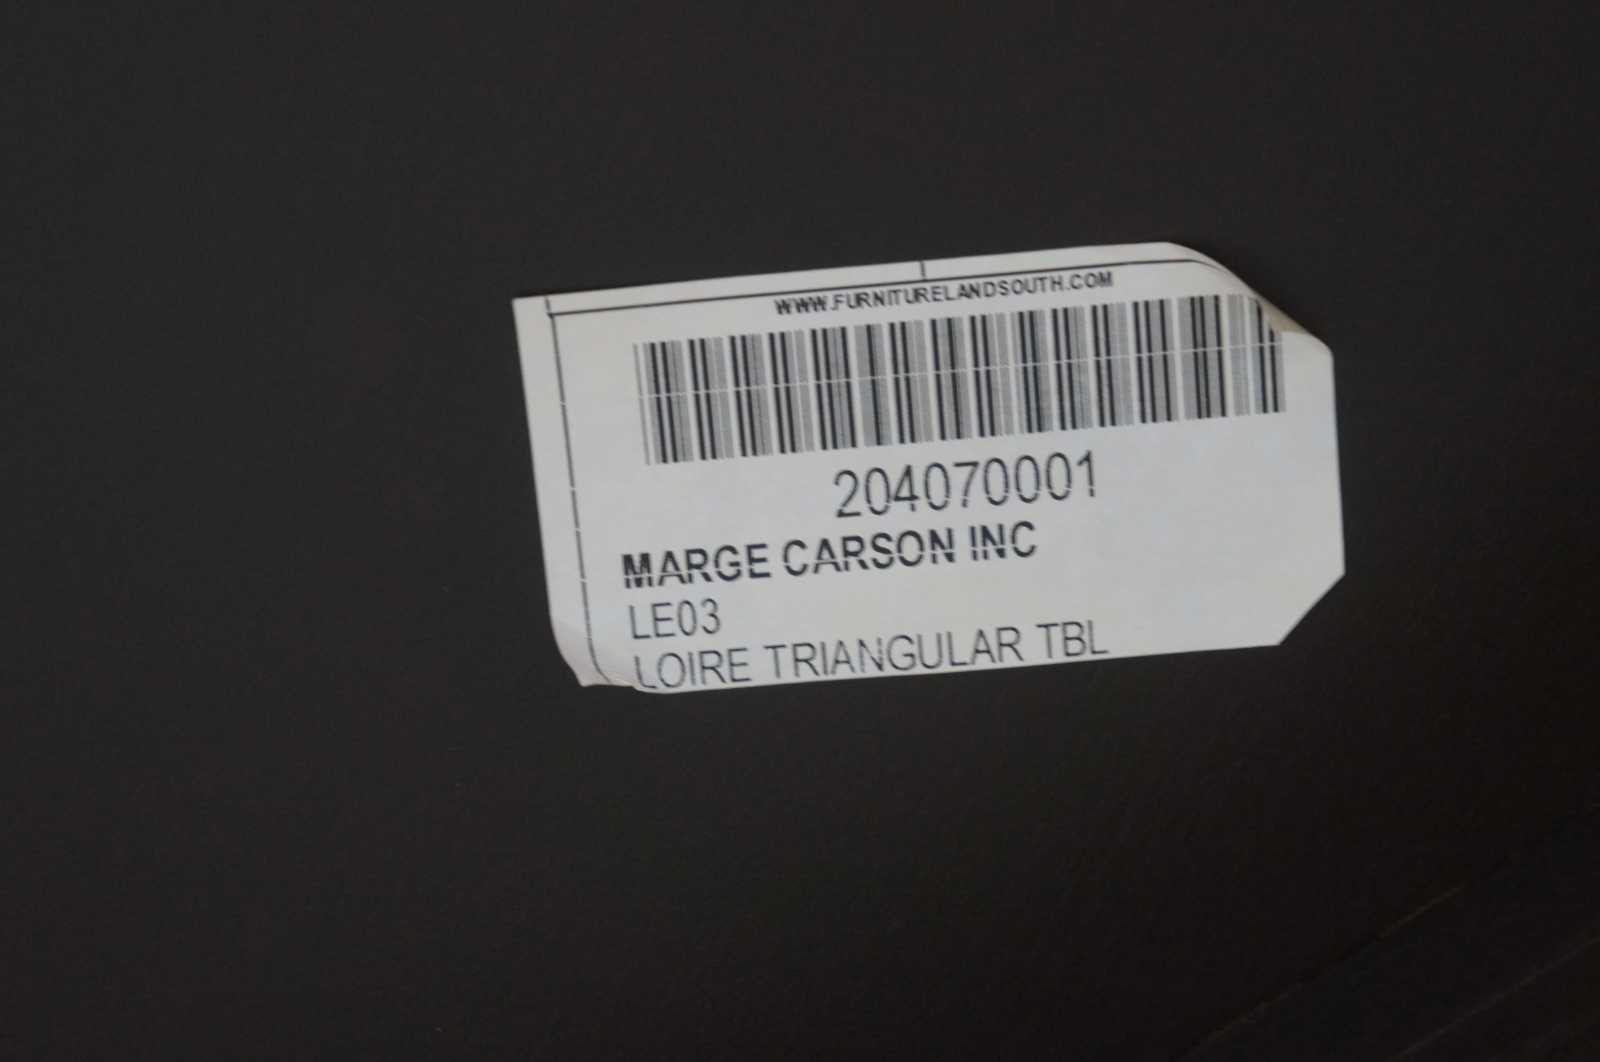 WWW.FURNITURELANDSOUTH.COM
204070001
MARGE CARSON INC
LE03
LOIRE TRIANGULAR TBL